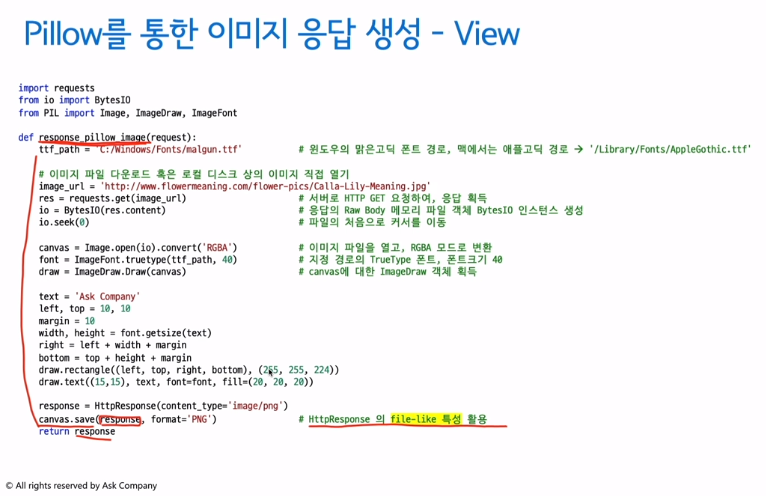 Pillow를 통한 이미지 응답 생성 - View
import requests
from io import BytesIO
from PIL import Image, ImageDraw, ImageFont
def response_pillow_image(request):
ttf_path = 'C:/Windows/Fonts/malgun.ttf' # 윈도우의 맑은고딕 폰트 경로, 맥에서는 애플고딕 경로 → '/Library/Fonts/AppleGothic.ttf'
# 이미지 파일 다운로드 혹은 로컬 디스크 상의 이미지 직접 열기
image_url = 'http://www.flowermeaning.com/flower-pics/Calla-Lily-Meaning.jpg'
res = requests.get(image_url) # 서버로 HTTP GET 요청하여, 응답 획득
io = BytesIO(res.content) # 응답의 Raw Body 메모리 파일 객체 BytesIO 인스턴스 생성
io.seek(0) # 파일의 처음으로 커서를 이동
canvas = Image.open(io).convert('RGBA') # 이미지 파일을 열고, RGBA 모드로 변환
font = ImageFont.truetype(ttf_path, 40) # 지정 경로의 TrueType 폰트, 폰트크기 40
draw = ImageDraw.Draw(canvas) # canvas에 대한 ImageDraw 객체 획득
text = 'Ask Company'
left, top = 10, 10
margin = 10
width, height = font.getsize(text)
right = left + width + margin
bottom = top + height + margin
draw.rectangle((left, top, right, bottom), (255, 255, 224))
draw.text((15,15), text, font=font, fill=(20, 20, 20))
response = HttpResponse(content_type='image/png')
canvas.save(response, format='PNG') # HttpResponse 의 file-like 특성 활용
return response
© All rights reserved by Ask Company